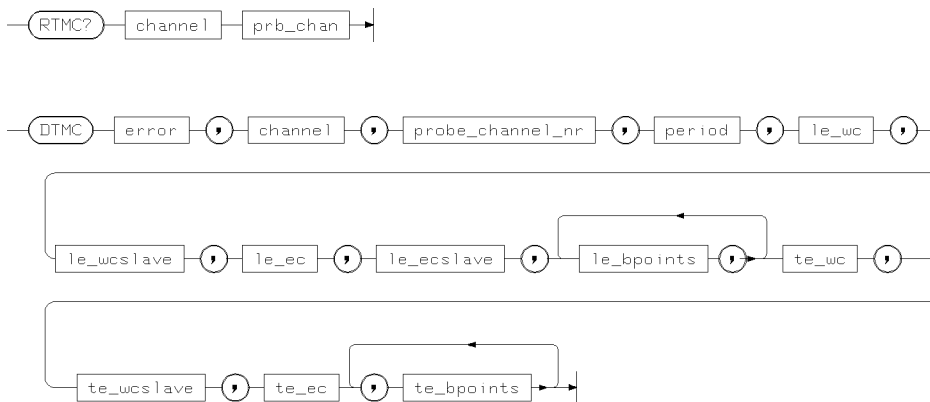 RTMC? channel prb_chan
DTMC error , channel , probe_channel_nr , period , le_wc ,
le_wcslave , le_ec , le_ecslave , le_bpoints , te_wc ,
te_wcslave , te_ec , te_bpoints